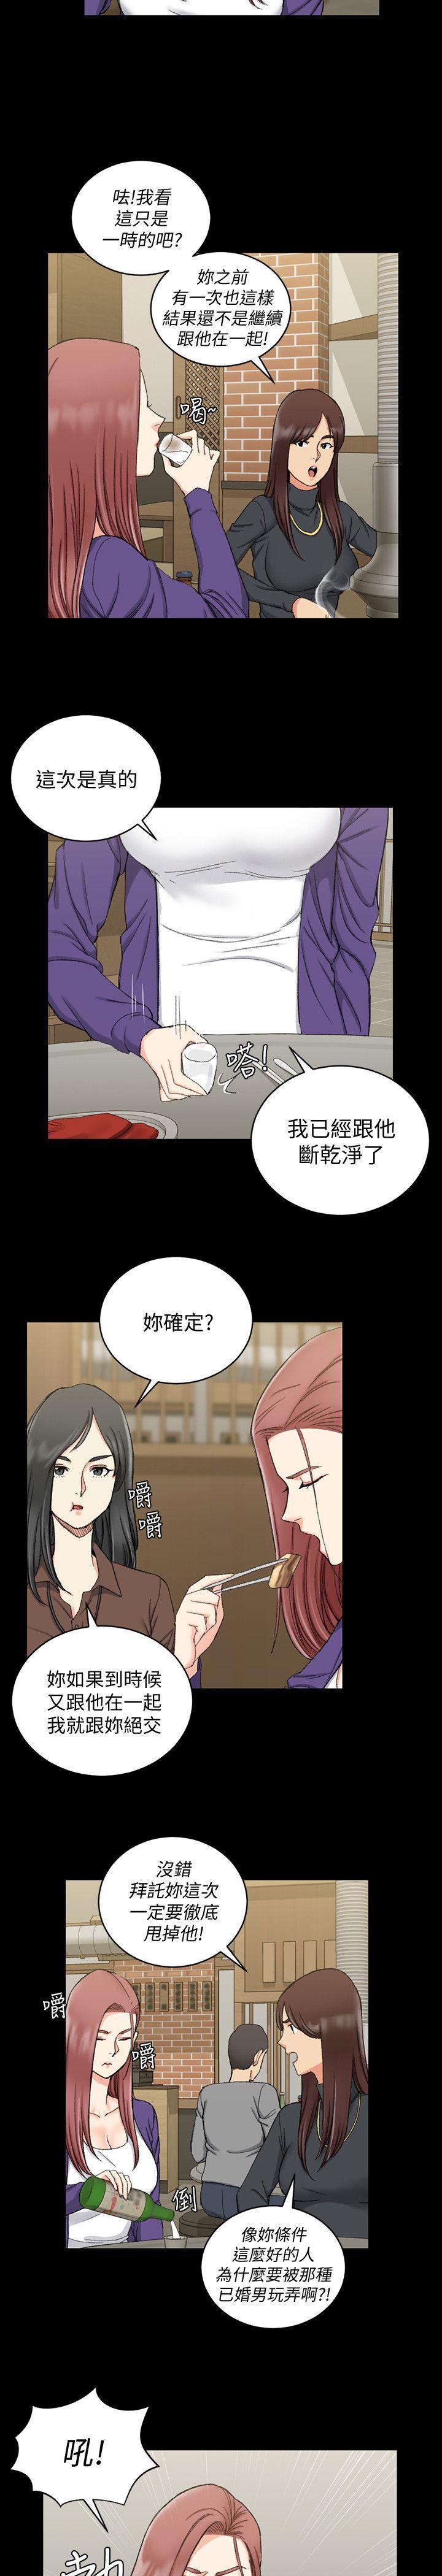 呿!我看
這只是
一時的吧?
妳之前
有一次也這樣
結果還不是繼續
跟他在一起!
喝~
這次是真的
嗒!
我已經跟他
斷乾淨了
妳確定?
嚼
嚼
妳如果到時候
又跟他在一起
我就跟妳絕交
沒錯
拜託妳這次
一定要徹底
甩掉他!
嚼
嚼
倒
像妳條件
這麼好的人
為什麼要被那種
已婚男玩弄啊?!
吼!